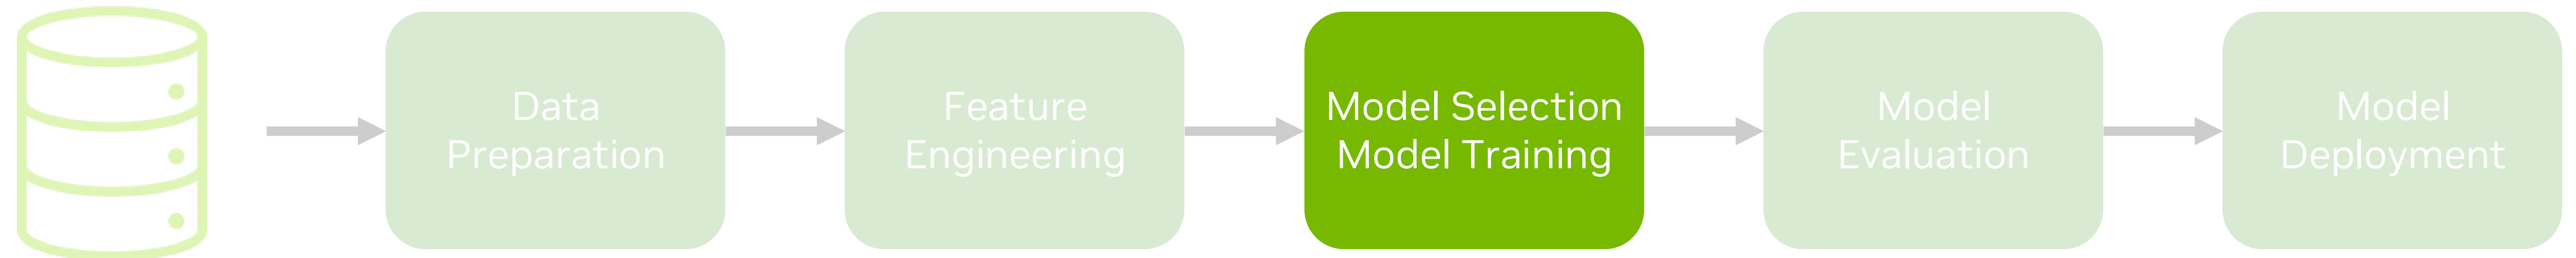 Data
Preparation
Feature
Engineering
Model Selection
Model Training
Model
Evaluation
Model
Deployment